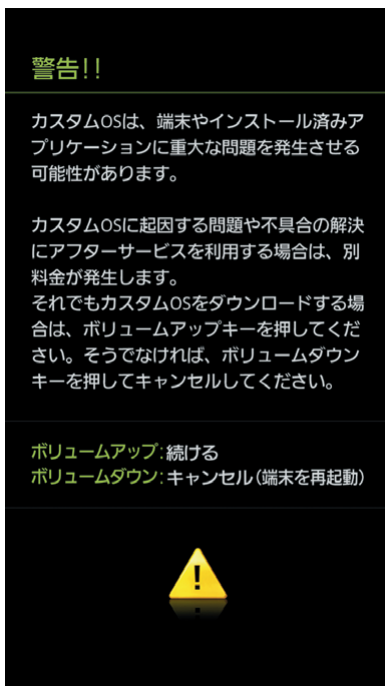 警告!!
カスタムOSは、端末やインストール済みア
プリケーションに重大な問題を発生させる
可能性があります。
カスタムOSに起因する問題や不具合の解決
にアフターサービスを利用する場合は、別
料金が発生します。
それでもカスタムOSをダウンロードする場
合は、ボリュームアップキーを押してくだ
さい。そうでなければ、ボリュームダウン
キーを押してキャンセルしてください。
ボリュームアップ:続ける
ボリュームダウン:キャンセル(端末を再起動)